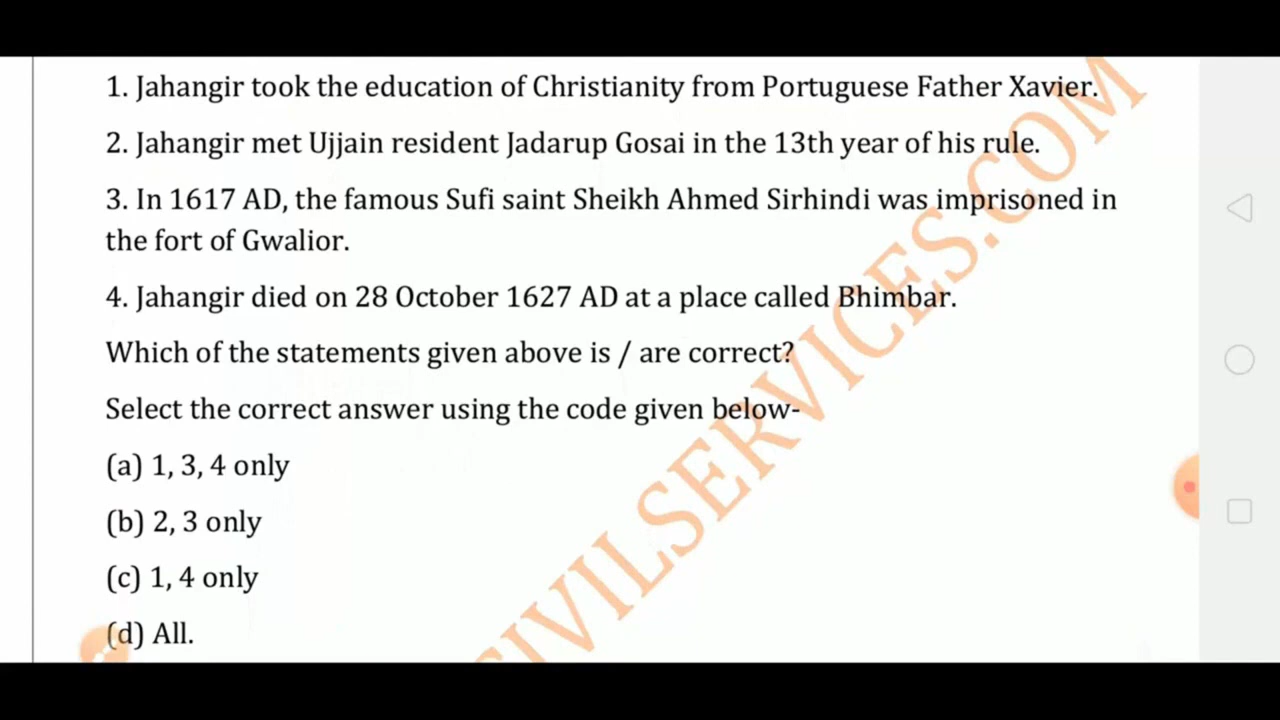 1. Jahangir took the education of Christianity from Portuguese Father Xavier.
2. Jahangir met Ujjain resident Jadarup Gosai in the 13th year of his rule.
3. In 1617 AD, the famous Sufi saint Sheikh Ahmed Sirhindi was imprisoned in
the fort of Gwalior.
4. Jahangir died on 28 October 1627 AD at a place called Bhimbar.
Which of the statements given above is / are correct?
Select the correct answer using the code given below-
(a) 1, 3, 4 only
(b) 2, 3 only
(c) 1, 4 only
(d) All.
CIVILSERVICES.COM